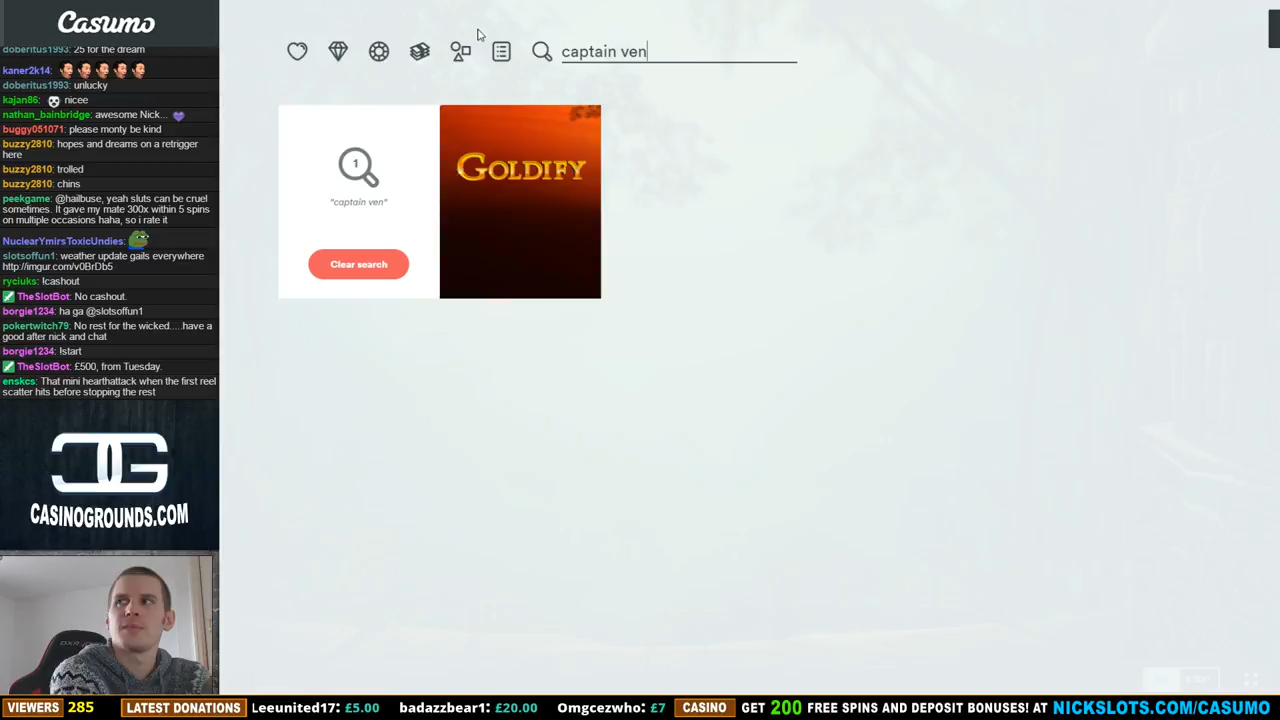 Casumo
doberitus1993: 25 for the dream
kaner2k14:
doberitus1993: unlucky
kajan86: nicee
nathan_bainbridge: awesome Nick...
buggy051071: please monty be kind
buzzy2810: hopes and dreams on a retrigger
here
buzzy2810: trolled
buzzy2810: chins
peekgame: @hailbuse, yeah sluts can be cruel
sometimes. It gave my mate 300x within 5 spins
on multiple occasions haha, so i rate it
NuclearYmirsToxicUndies:
slotsoffun1: weather update gails everywhere
http://imgur.com/v0BrDb5
ryciuks: !cashout
TheSlotBot: No cashout.
borgie1234: ha ga @slotsoffun1
pokertwitch79: No rest for the wicked.....have a
good after nick and chat
borgie1234: !start
TheSlotBot: £500, from Tuesday.
enskcs: That mini hearthattack when the first reel
scatter hits before stopping the rest
CASINOGROUNDS.COM
captain ven
1
"captain ven"
Clear search
GOLDIFY
VIEWERS 285 LATEST DONATIONS Leeunited17: £5.00 badazzbear1: £20.00 Omgcezwho: £7 CASINO GET 200 FREE SPINS AND DEPOSIT BONUSES! AT NICKSLOTS.COM/CASUMO